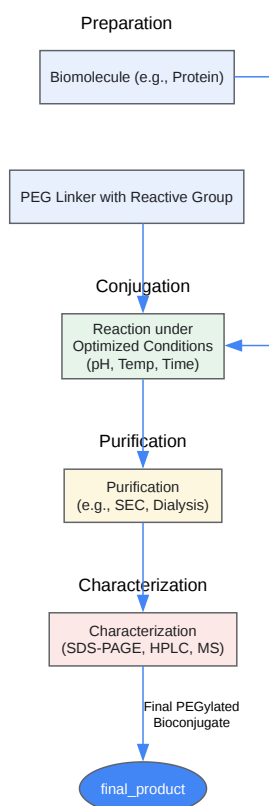 Preparation
Biomolecule (e.g., Protein)
PEG Linker with Reactive Group
Conjugation
Reaction under
Optimized Conditions
(pH, Temp, Time)
Purification
Purification
(e.g., SEC, Dialysis)
Characterization
Characterization
(SDS-PAGE, HPLC, MS)
Final PEGylated
Bioconjugate
final_product